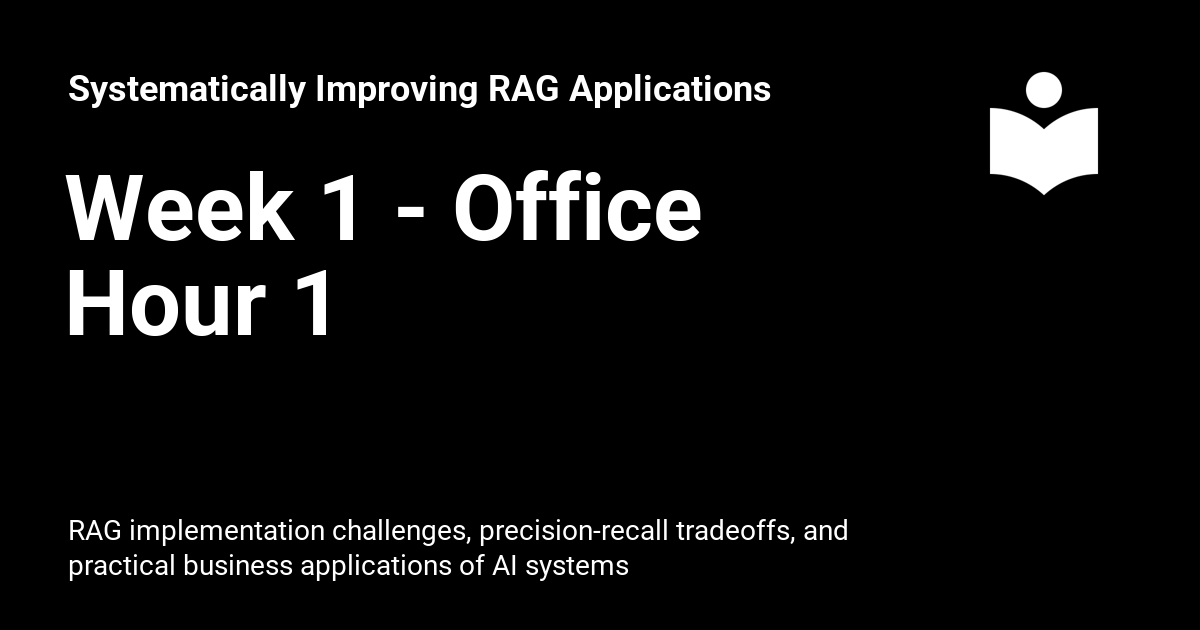 Systematically Improving RAG Applications
Week 1 - Office
Hour 1
RAG implementation challenges, precision-recall tradeoffs, and
practical business applications of AI systems